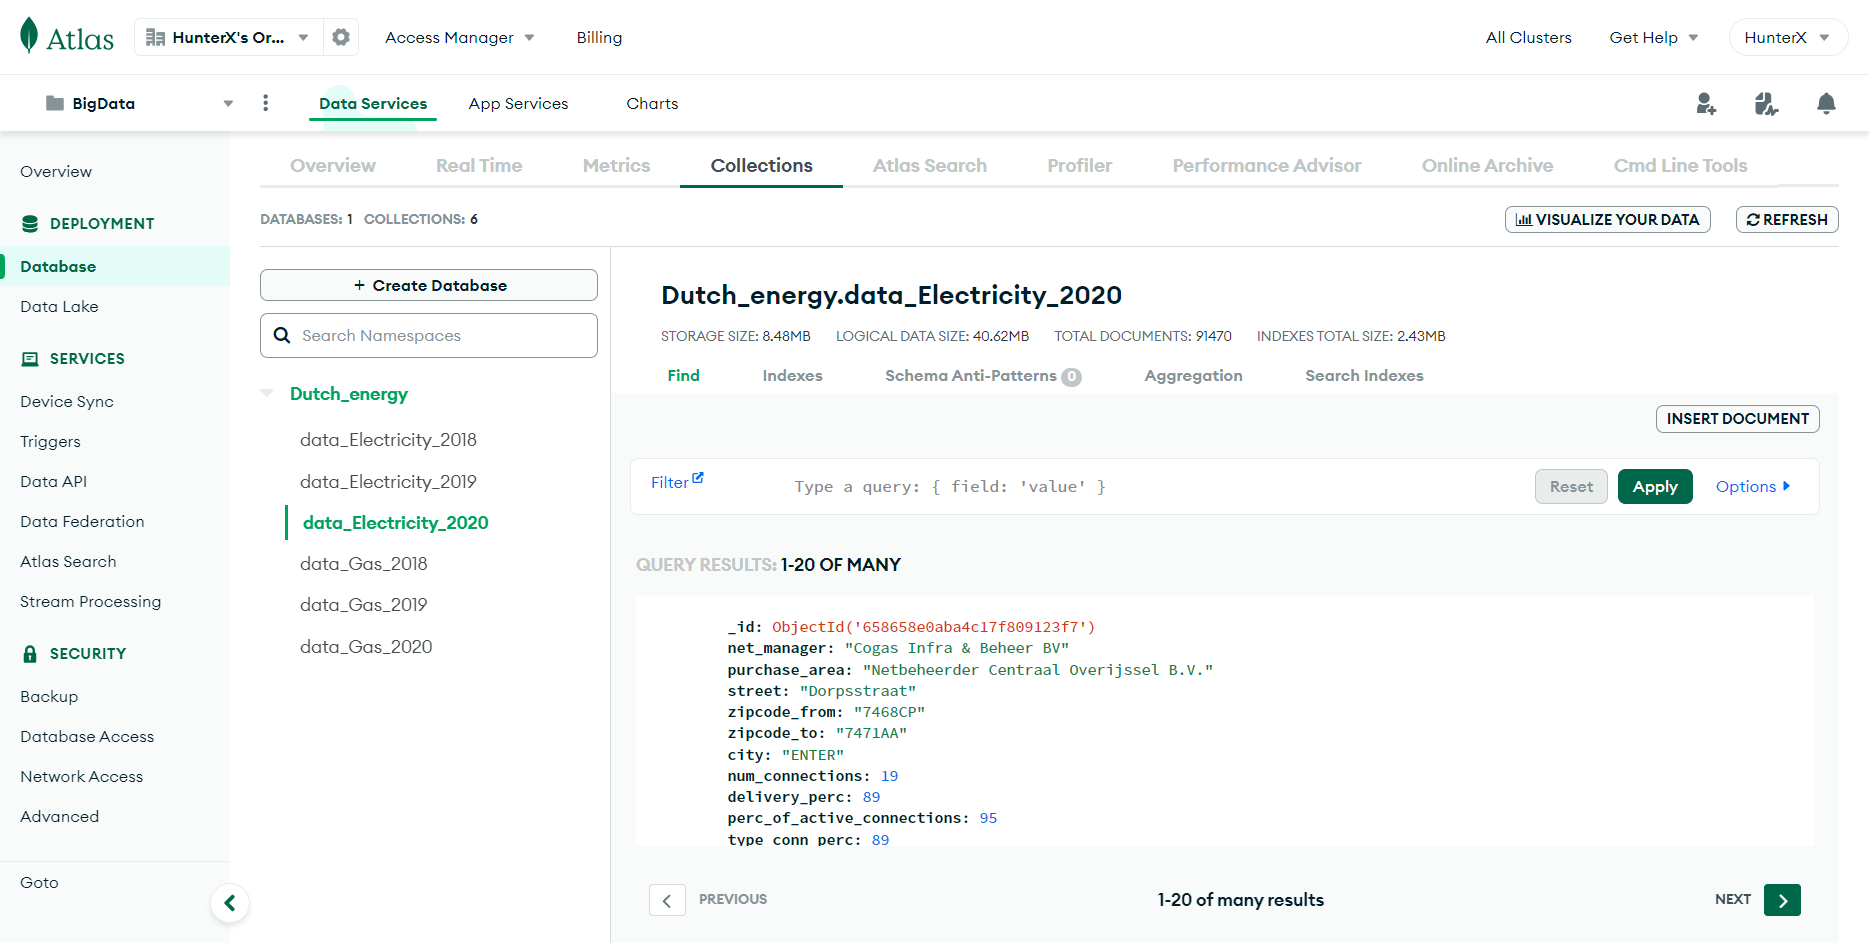 Atlas
HunterX's Or...
Access Manager
Billing
All Clusters
Get Help
HunterX
BigData
Data Services
App Services
Charts
Overview
DEPLOYMENT
Database
Data Lake
SERVICES
Device Sync
Triggers
Data API
Data Federation
Atlas Search
Stream Processing
SECURITY
Backup
Database Access
Network Access
Advanced
Goto
Overview
Real Time
Metrics
Collections
Atlas Search
Profiler
Performance Advisor
Online Archive
Cmd Line Tools
DATABASES: 1 COLLECTIONS: 6
VISUALIZE YOUR DATA
REFRESH
+ Create Database
Search Namespaces
Dutch_energy
data_Electricity_2018
data_Electricity_2019
data_Electricity_2020
data_Gas_2018
data_Gas_2019
data_Gas_2020
Dutch_energy.data_Electricity_2020
STORAGE SIZE: 8.48MB LOGICAL DATA SIZE: 40.62MB TOTAL DOCUMENTS: 91470 INDEXES TOTAL SIZE: 2.43MB
Find
Indexes
Schema Anti-Patterns 0
Aggregation
Search Indexes
INSERT DOCUMENT
Filter
Type a query: { field: 'value' }
Reset
Apply
Options
QUERY RESULTS: 1-20 OF MANY
_id: ObjectId('658658e0aba4c17f809123f7')
net_manager: "Cogas Infra & Beheer BV"
purchase_area: "Netbeheerder Centraal Overijssel B.V."
street: "Dorpsstraat"
zipcode_from: "7468CP"
zipcode_to: "7471AA"
city: "ENTER"
num_connections: 19
delivery_perc: 89
perc_of_active_connections: 95
type_conn_perc: 89
PREVIOUS
1-20 of many results
NEXT